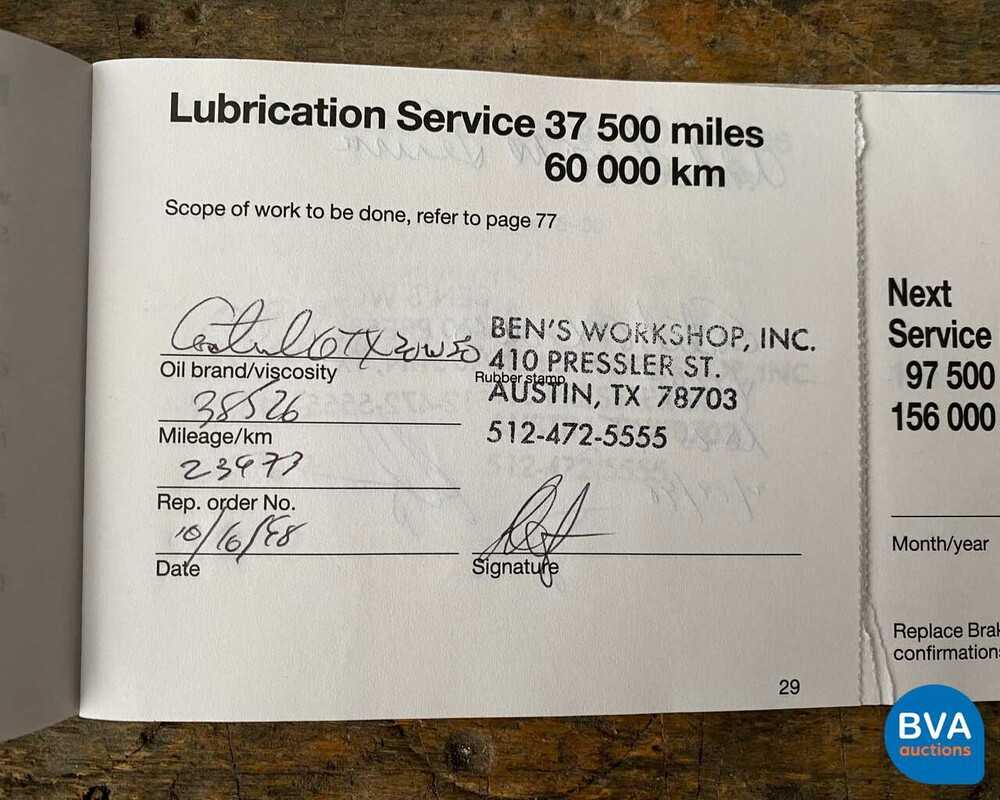 Lubrication Service 37 500 miles
60 000 km
Scope of work to be done, refer to page 77
Castrol GTX 20W50
Oil brand/viscosity
38526
Mileage/km
23973
Rep. order No.
10/6/98
Date
BEN'S WORKSHOP, INC.
410 PRESSLER ST.
Rubber stamp
AUSTIN, TX 78703
512-472-5555
Signature
29
Next
Service
97 500
156 000
Month/year
Replace
confirmation
BVA
auctions